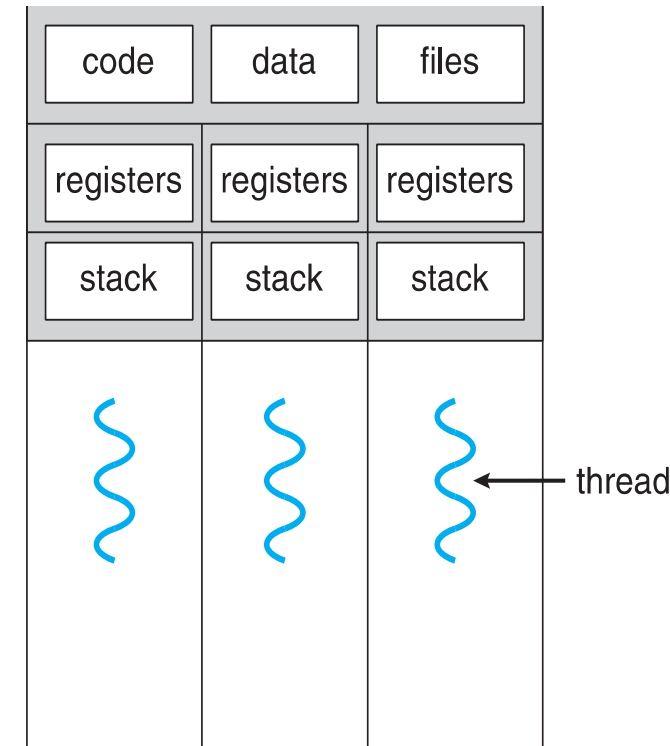 code data files
registers registers registers
stack stack stack
thread